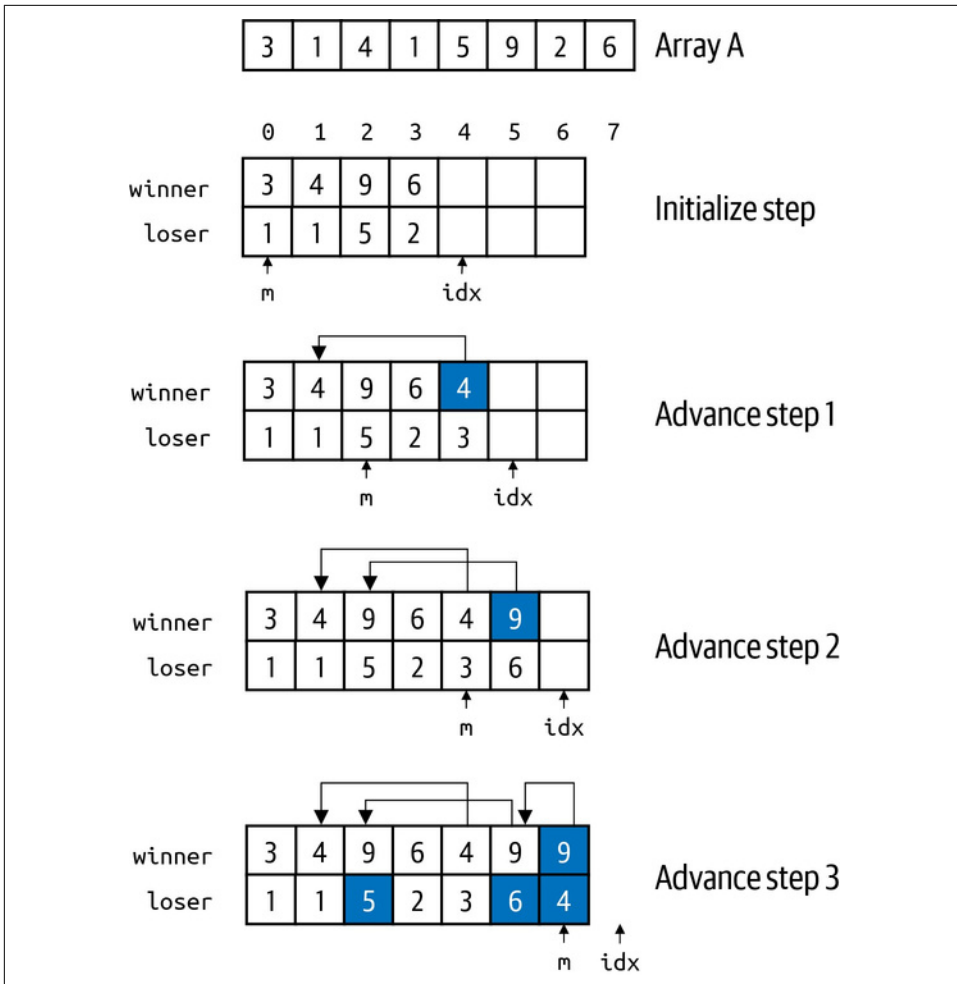 3 1 4 1 5 9 2 6 Array A
0 1 2 3 4 5 6 7
winner 3 4 9 6
Initialize step
loser 1 1 5 2
m idx
winner 3 4 9 6 4
Advance step 1
loser 1 1 5 2 3
m idx
winner 3 4 9 6 4 9
Advance step 2
loser 1 1 5 2 3 6
m idx
winner 3 4 9 6 4 9 9
Advance step 3
loser 1 1 5 2 3 6 4
m idx